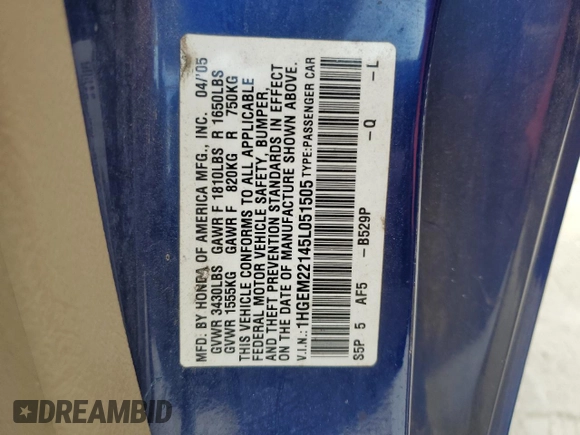 MFD. BY HONDA OF AMERICA MFG., INC. 04/'05
GVWR 3430LBS GAWR F 1810LBS R 1650LBS
GVWR 1555KG GAWR F 820KG R 750KG
THIS VEHICLE CONFORMS TO ALL APPLICABLE
FEDERAL MOTOR VEHICLE SAFETY, BUMPER,
AND THEFT PREVENTION STANDARDS IN EFFECT
ON THE DATE OF MANUFACTURE SHOWN ABOVE.
V.I.N.: 1HGEM22145L051505 TYPE:PASSENGER CAR
S5P 5 AF5 - B529P - Q - L
DREAMBID